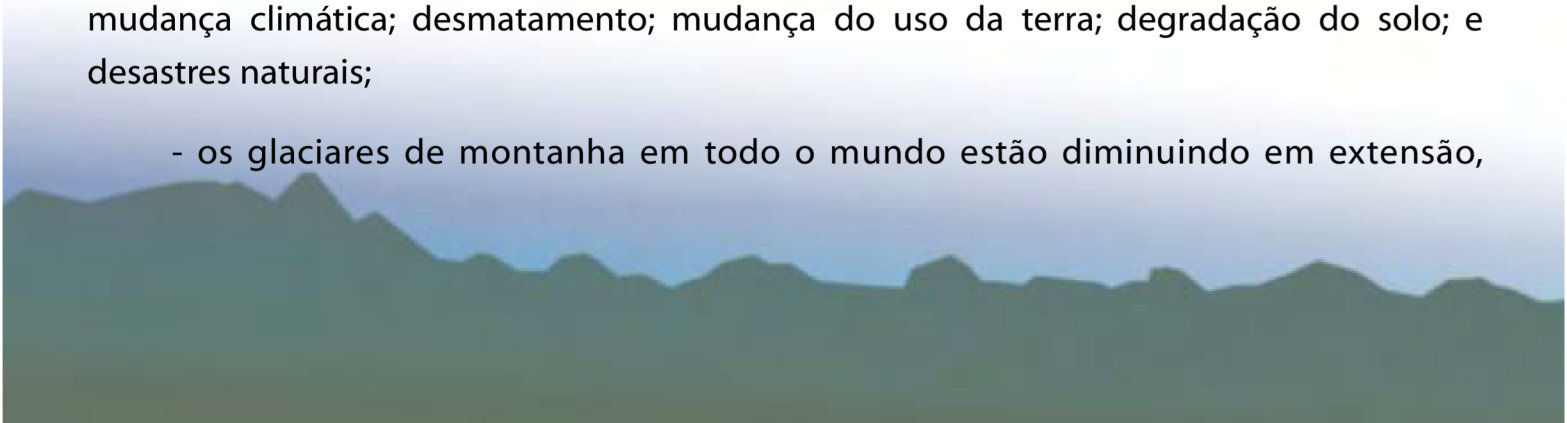 mudança climática; desmatamento; mudança do uso da terra; degradação do solo; e
desastres naturais;
- os glaciares de montanha em todo o mundo estão diminuindo em extensão,